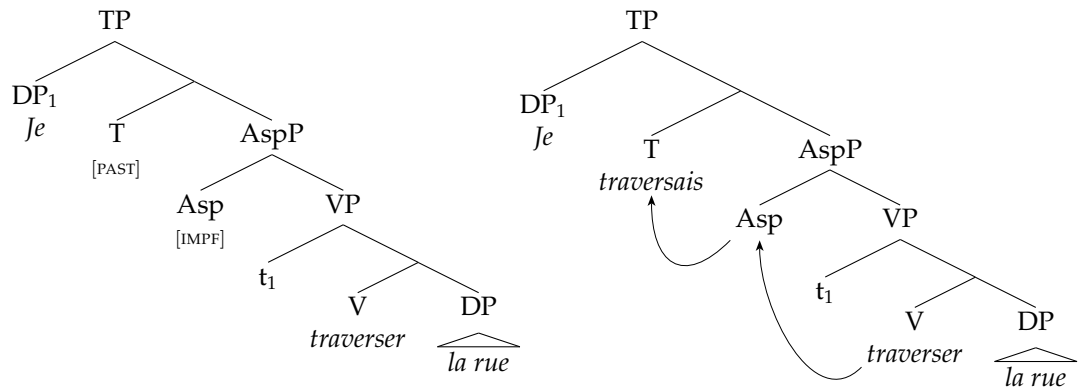 TP
DP₁
Je
T
[PAST]
AspP
Asp
[IMPF]
VP
t₁
V
traverser
DP
la rue
TP
DP₁
Je
T
traversais
AspP
Asp
VP
t₁
V
traverser
DP
la rue